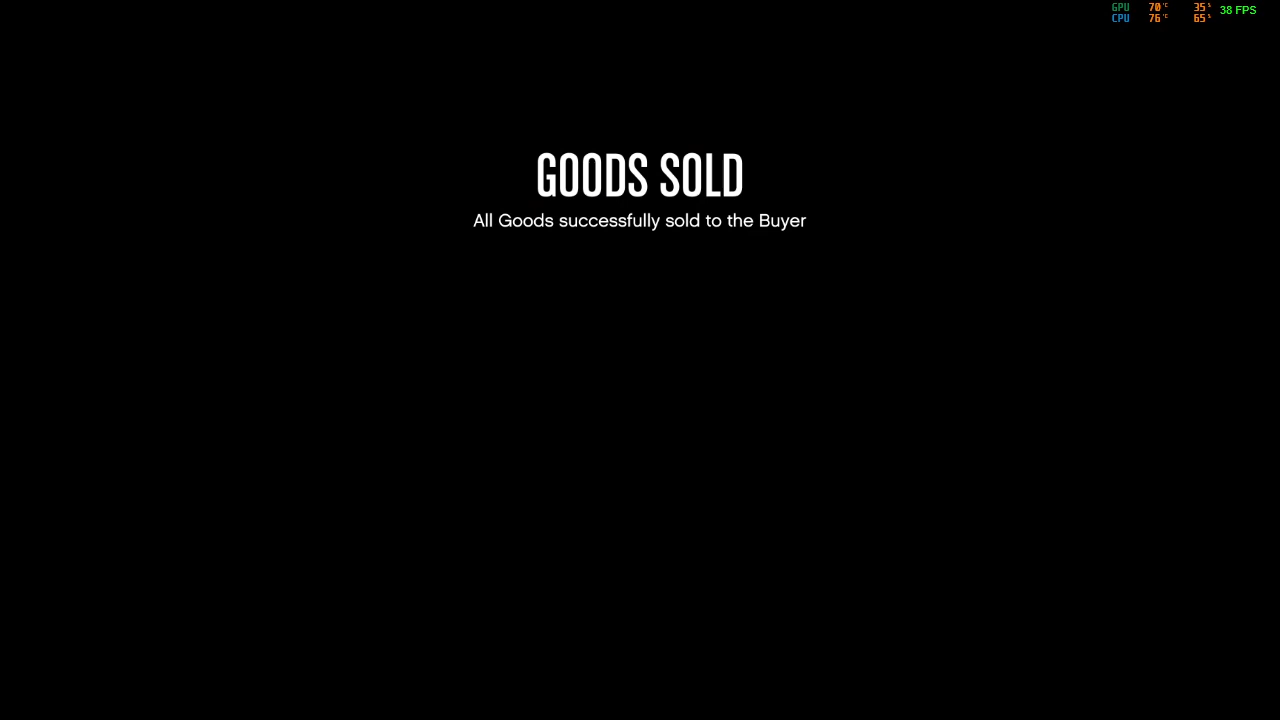 GPU 70°C 35% 38 FPS
CPU 76°C 65%
GOODS SOLD
All Goods successfully sold to the Buyer